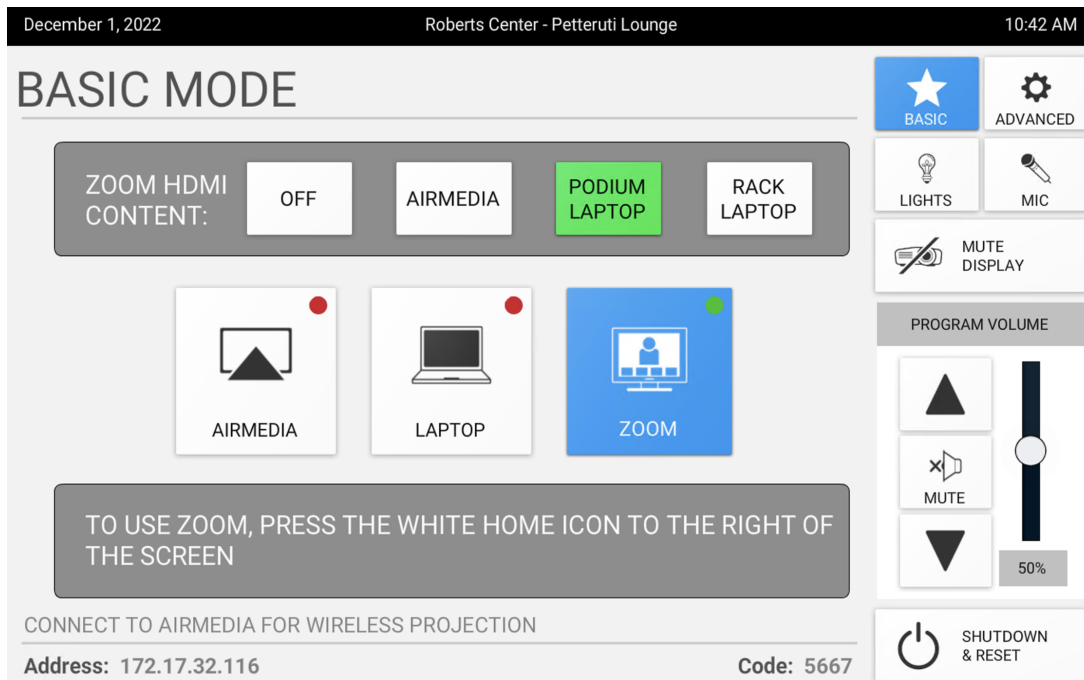 December 1, 2022
Roberts Center - Petteruti Lounge
10:42 AM
BASIC MODE
BASIC
ADVANCED
ZOOM HDMI
CONTENT:
OFF
AIRMEDIA
PODIUM
LAPTOP
RACK
LAPTOP
LIGHTS
MIC
MUTE
DISPLAY
AIRMEDIA
LAPTOP
ZOOM
PROGRAM VOLUME
MUTE
50%
TO USE ZOOM, PRESS THE WHITE HOME ICON TO THE RIGHT OF
THE SCREEN
CONNECT TO AIRMEDIA FOR WIRELESS PROJECTION
Address: 172.17.32.116
Code: 5667
SHUTDOWN
& RESET